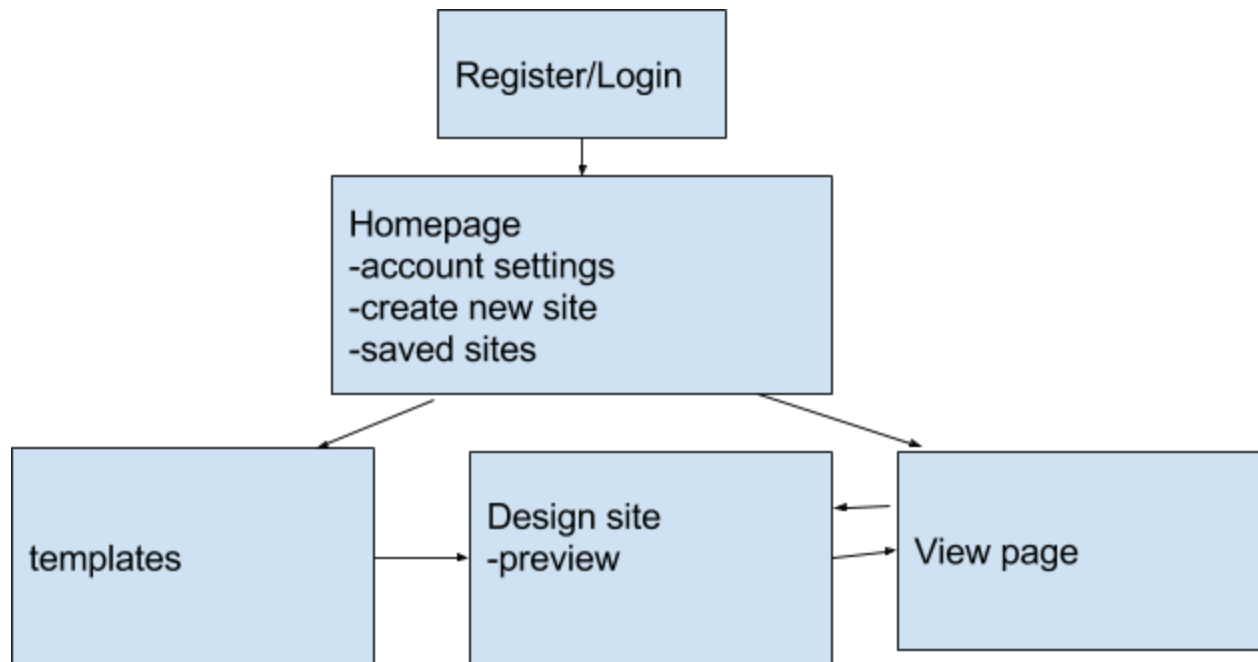 Register/Login
Homepage
-account settings
-create new site
-saved sites
templates
Design site
-preview
View page